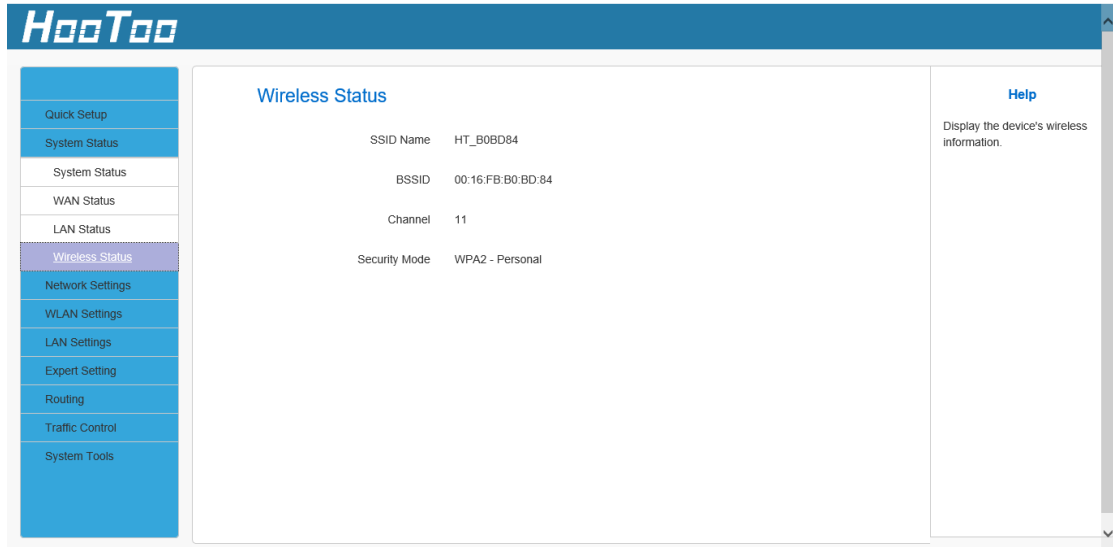 HooToo
Quick Setup
System Status
System Status
WAN Status
LAN Status
Wireless Status
Network Settings
WLAN Settings
LAN Settings
Expert Setting
Routing
Traffic Control
System Tools
Wireless Status
SSID Name HT_B0BD84
BSSID 00:16:FB:B0:BD:84
Channel 11
Security Mode WPA2 - Personal
Help
Display the device's wireless
information.